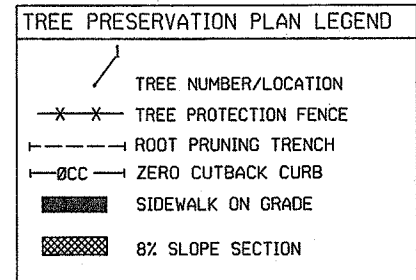 TREE PRESERVATION PLAN LEGEND
1
TREE NUMBER/LOCATION
X X TREE PROTECTION FENCE
ROOT PRUNING TRENCH
ØCC ZERO CUTBACK CURB
SIDEWALK ON GRADE
8% SLOPE SECTION